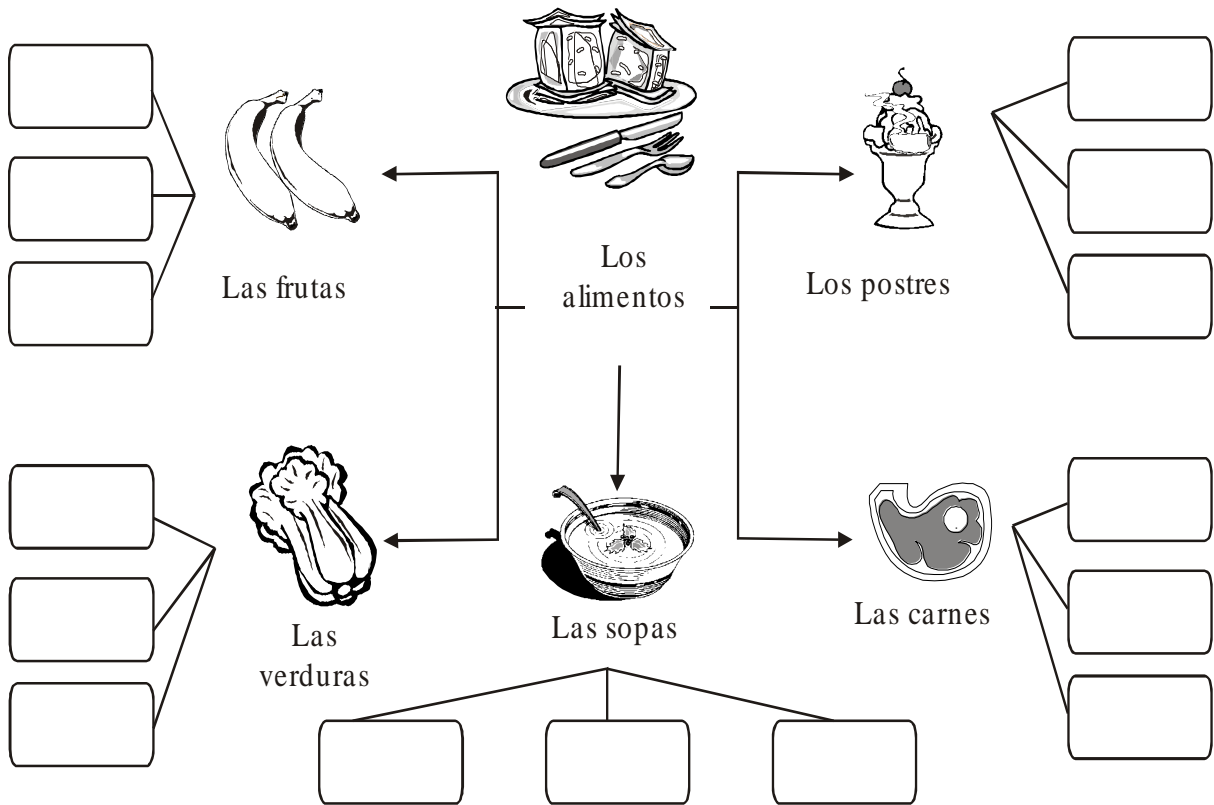 Los
alimentos
Las frutas
Los postres
Las
verduras
Las sopas
Las carnes